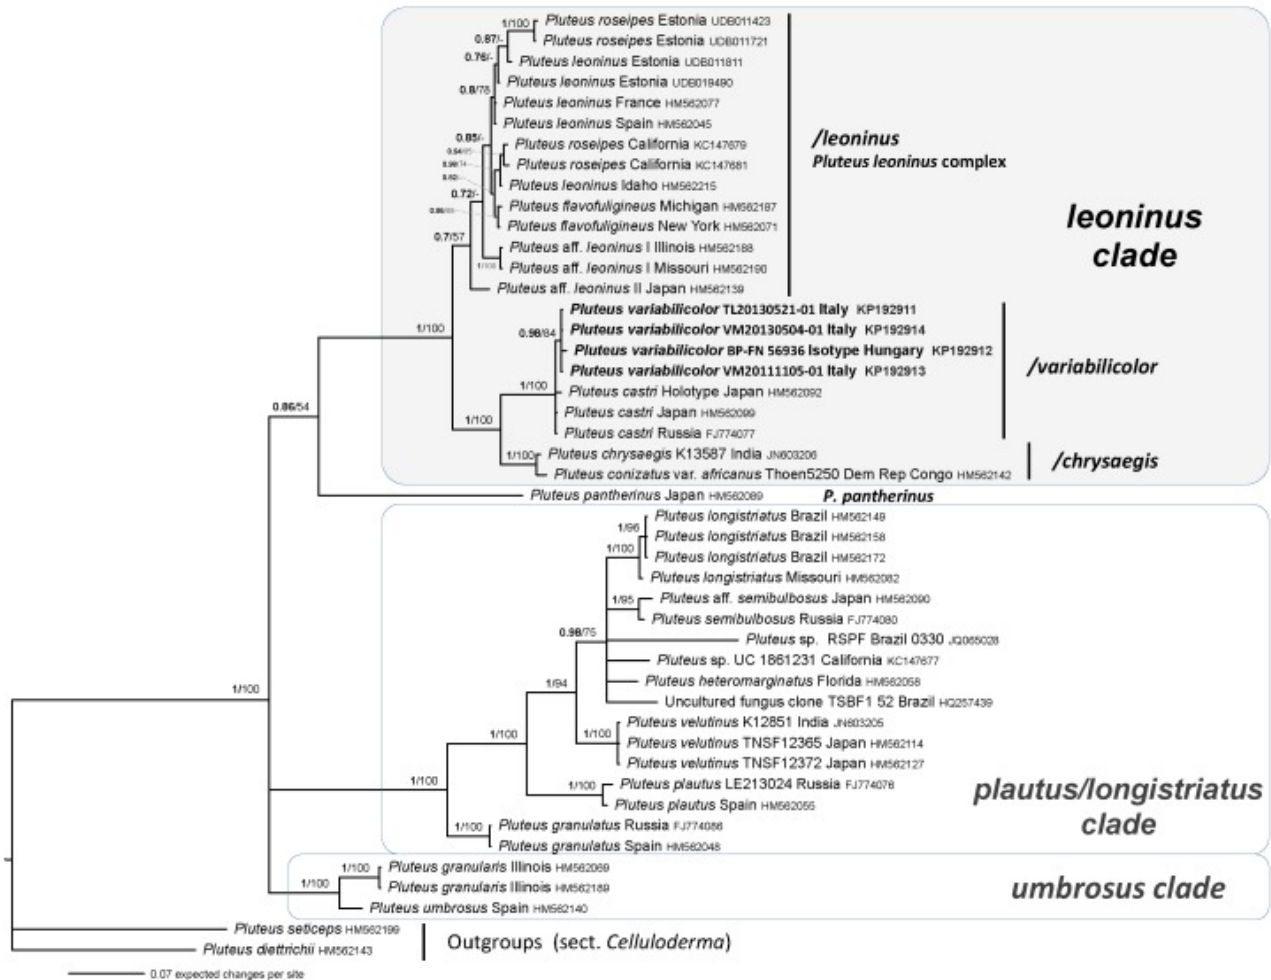 1/100 Pluteus roseipes Estonia UDB011423
0.87/- Pluteus roseipes Estonia UDB011721
0.76/- Pluteus leoninus Estonia UDB011811
Pluteus leoninus Estonia UDB019490
0.8/78 Pluteus leoninus France HM562077
Pluteus leoninus Spain HM562045
0.85/- Pluteus roseipes California KC147679
Pluteus roseipes California KC147681
Pluteus leoninus Idaho HM562215
0.72/- Pluteus flavofuligineus Michigan HM562187
Pluteus flavofuligineus New York HM562071
0.7/57 Pluteus aff. leoninus I Illinois HM562188
1/100 Pluteus aff. leoninus I Missouri HM562190
Pluteus aff. leoninus II Japan HM562139
/leoninus
Pluteus leoninus complex
leoninus
clade
Pluteus variabilicolor TL20130521-01 Italy KP192911
0.98/84 Pluteus variabilicolor VM20130504-01 Italy KP192914
1/100 Pluteus variabilicolor BP-FN 56936 Isotype Hungary KP192912
Pluteus variabilicolor VM20111105-01 Italy KP192913
/variabilicolor
1/100 Pluteus castri Holotype Japan HM562092
0.86/54 Pluteus castri Japan HM562099
1/100 Pluteus castri Russia FJ774077
1/100 Pluteus chrysaegis K13587 India JN603206
/chrysaegis
Pluteus conizatus var. africanus Thoen5250 Dem Rep Congo HM562142
Pluteus pantherinus Japan HM562089 P. pantherinus
Pluteus longistriatus Brazil HM562149
1/96 Pluteus longistriatus Brazil HM562158
1/100 Pluteus longistriatus Brazil HM562172
Pluteus longistriatus Missouri HM562082
1/95 Pluteus aff. semibulbosus Japan HM562090
Pluteus semibulbosus Russia FJ774080
0.98/75 Pluteus sp. RSPF Brazil 0330 JQ065028
Pluteus sp. UC 1861231 California KC147677
1/94 Pluteus heteromarginatus Florida HM562058
1/100 Uncultured fungus clone TSBF1 52 Brazil HQ257439
Pluteus velutinus K12851 India JN603205
1/100 1/100 Pluteus velutinus TNSF12365 Japan HM562114
Pluteus velutinus TNSF12372 Japan HM562127
1/100 1/100 Pluteus plautus LE213024 Russia FJ774076
Pluteus plautus Spain HM562055
plautus/longistriatus
clade
1/100 Pluteus granulatus Russia FJ774086
Pluteus granulatus Spain HM562048
1/100 Pluteus granularis Illinois HM562069
1/100 Pluteus granularis Illinois HM562189
umbrosus clade
Pluteus umbrosus Spain HM562140
Pluteus seticeps HM562199
Outgroups (sect. Celluloderma)
Pluteus diettrichii HM562143
0.07 expected changes per site